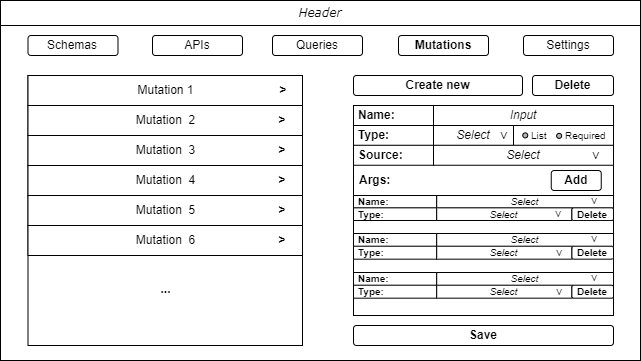 Header
Schemas APIs Queries Mutations Settings
Mutation 1 >
Mutation 2 >
Mutation 3 >
Mutation 4 >
Mutation 5 >
Mutation 6 >
...
Create new Delete
Name: Input
Type: Select V List Required
Source: Select V
Args: Add
Name: Select V
Type: Select V Delete
Name: Select V
Type: Select V Delete
Name: Select V
Type: Select V Delete
Save